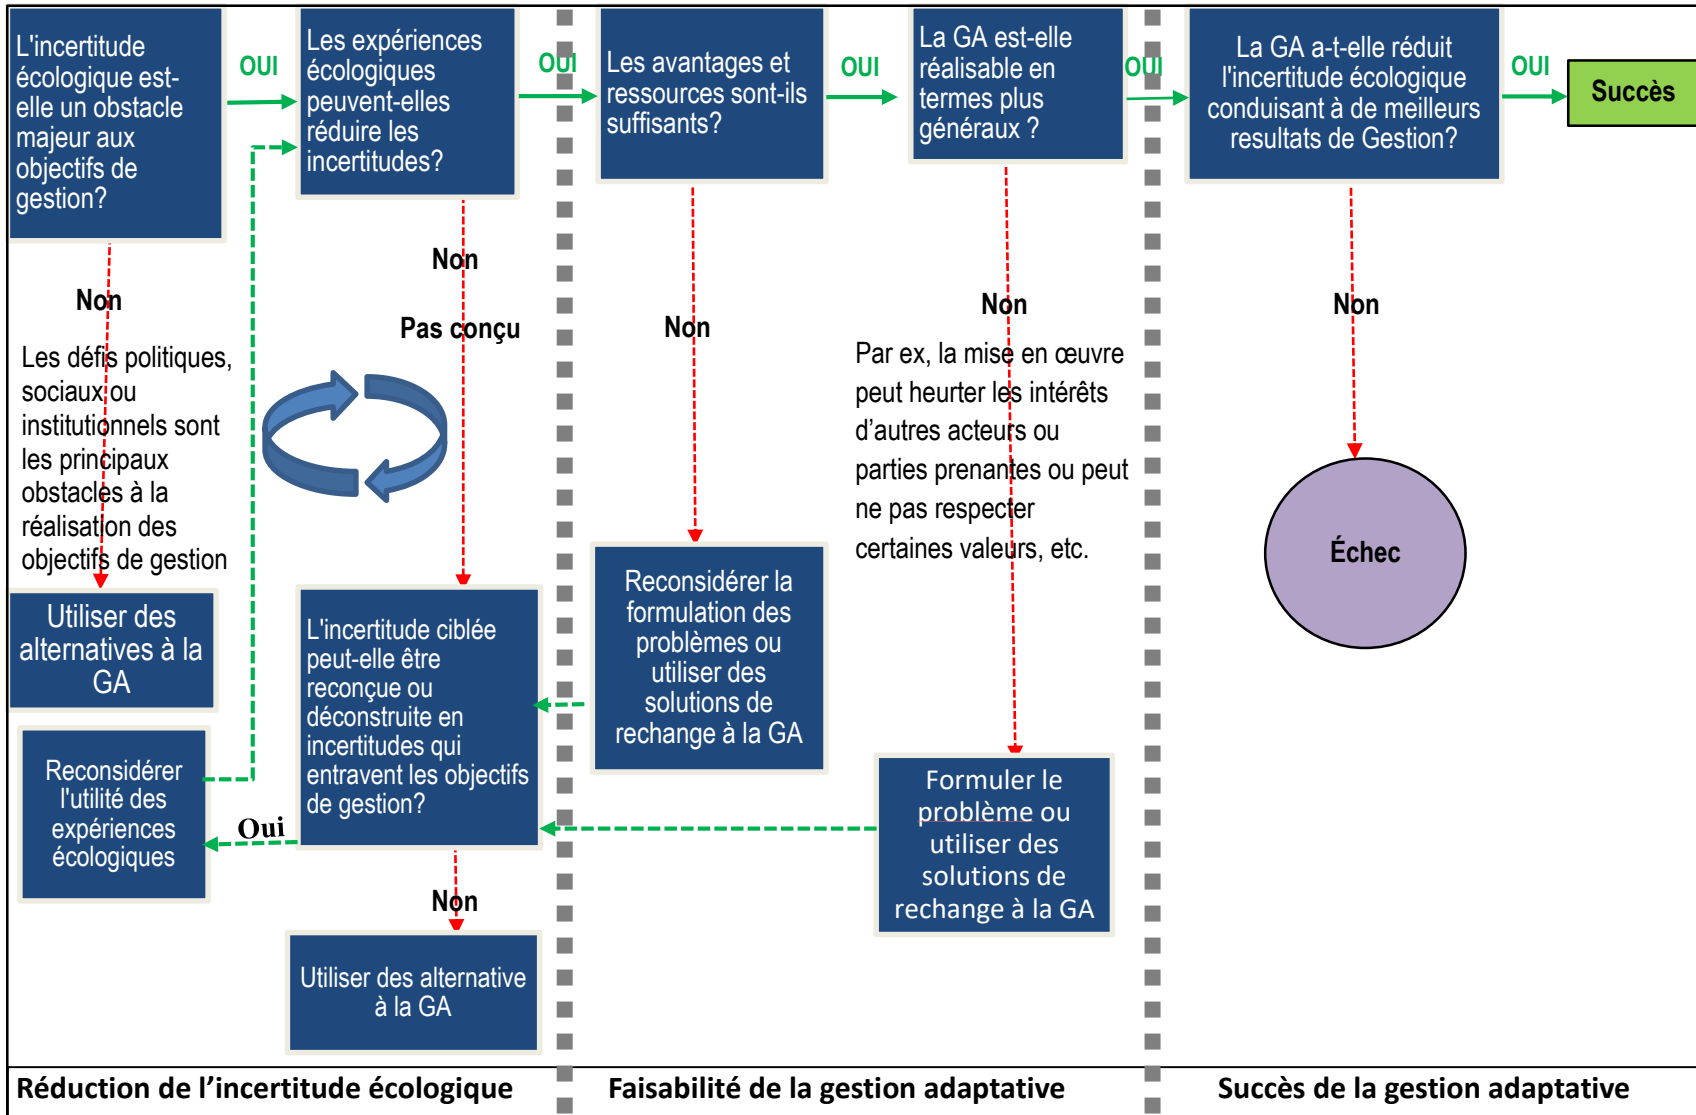 L'incertitude
écologique est-
elle un obstacle
majeur aux
objectifs de
gestion?
OUI
Les expériences
écologiques
peuvent-elles
réduire les
incertitudes?
OUI
Les avantages et
ressources sont-ils
suffisants?
OUI
La GA est-elle
réalisable en
termes plus
généraux ?
OUI
La GA a-t-elle réduit
l'incertitude écologique
conduisant à de meilleurs
resultats de Gestion?
OUI
Succès
Non
Les défis politiques,
sociaux ou
institutionnels sont
les principaux
obstacles à la
réalisation des
objectifs de gestion
Utiliser des
alternatives à la
GA
Reconsidérer
l'utilité des
expériences
écologiques
Oui
Non
Pas conçu
L'incertitude ciblée
peut-elle être
reconçue ou
déconstruite en
incertitudes qui
entravent les objectifs
de gestion?
Non
Utiliser des alternative
à la GA
Non
Reconsidérer la
formulation des
problèmes ou
utiliser des
solutions de
rechange à la GA
Non
Par ex, la mise en œuvre
peut heurter les intérêts
d’autres acteurs ou
parties prenantes ou peut
ne pas respecter
certaines valeurs, etc.
Formuler le
problème ou
utiliser des
solutions de
rechange à la GA
Non
Échec
Réduction de l’incertitude écologique
Faisabilité de la gestion adaptative
Succès de la gestion adaptative